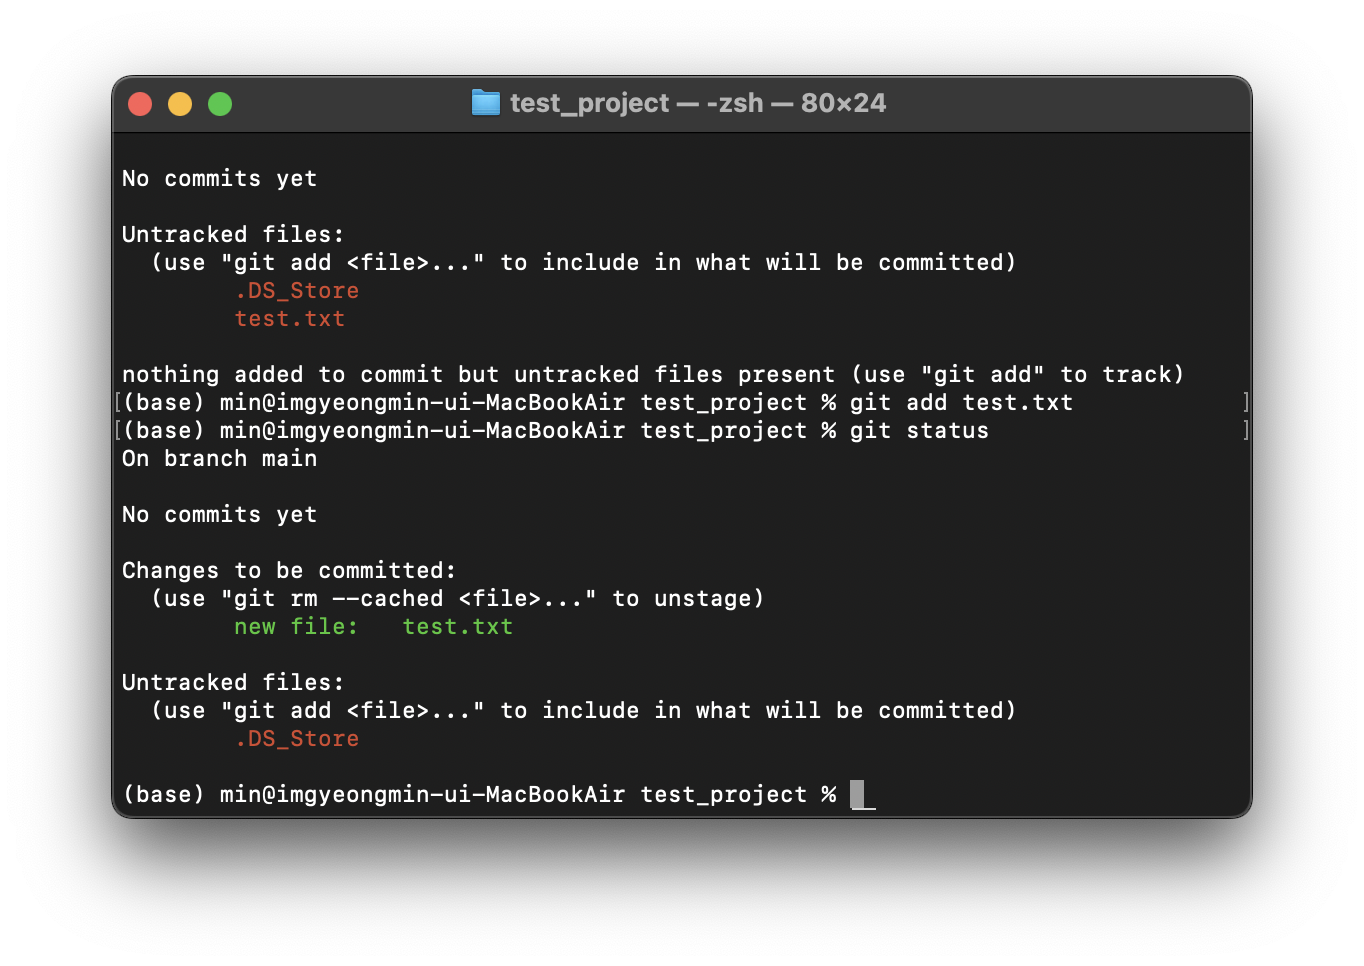 test_project — -zsh — 80×24
No commits yet
Untracked files:
(use "git add <file>..." to include in what will be committed)
.DS_Store
test.txt
nothing added to commit but untracked files present (use "git add" to track)
[(base) min@imgyeongmin-ui-MacBookAir test_project % git add test.txt ]
[(base) min@imgyeongmin-ui-MacBookAir test_project % git status ]
On branch main
No commits yet
Changes to be committed:
(use "git rm --cached <file>..." to unstage)
new file:   test.txt
Untracked files:
(use "git add <file>..." to include in what will be committed)
.DS_Store
(base) min@imgyeongmin-ui-MacBookAir test_project %